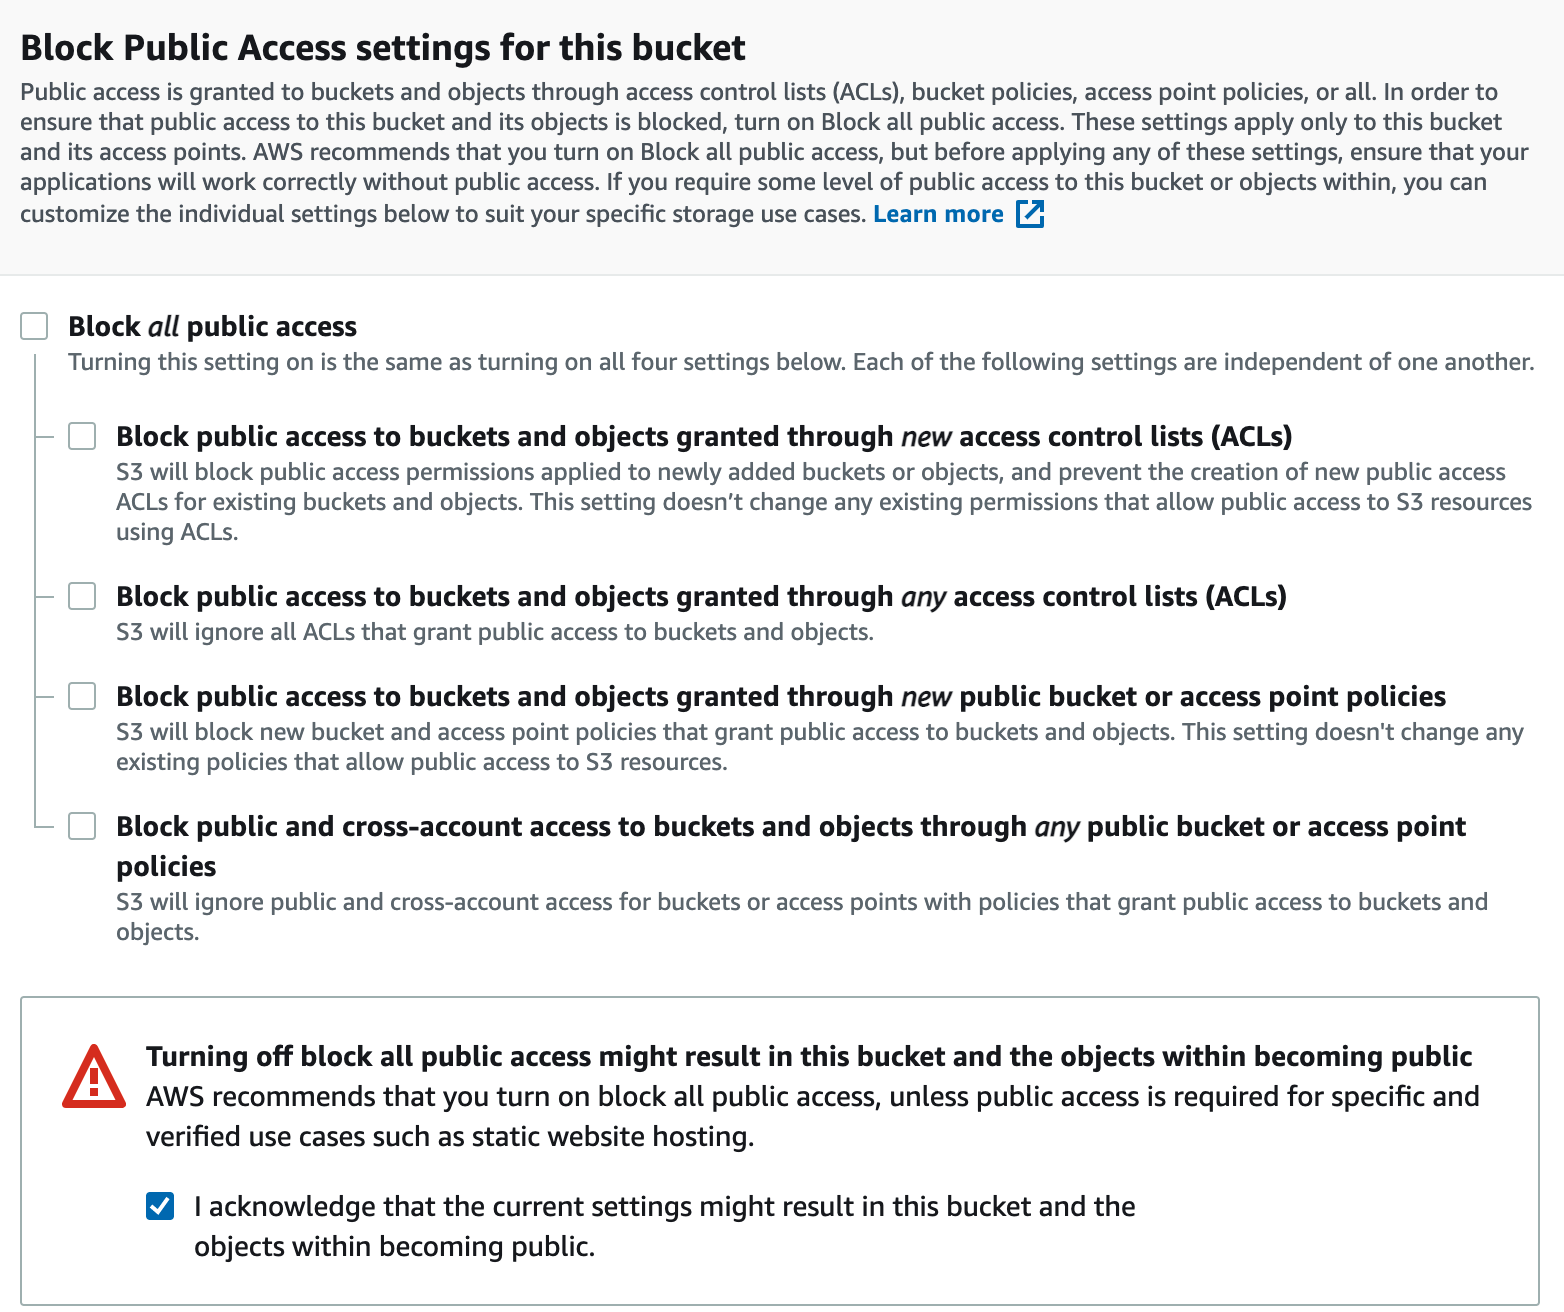 Block Public Access settings for this bucket
Public access is granted to buckets and objects through access control lists (ACLs), bucket policies, access point policies, or all. In order to
ensure that public access to this bucket and its objects is blocked, turn on Block all public access. These settings apply only to this bucket
and its access points. AWS recommends that you turn on Block all public access, but before applying any of these settings, ensure that your
applications will work correctly without public access. If you require some level of public access to this bucket or objects within, you can
customize the individual settings below to suit your specific storage use cases. Learn more
Block all public access
Turning this setting on is the same as turning on all four settings below. Each of the following settings are independent of one another.
Block public access to buckets and objects granted through new access control lists (ACLs)
S3 will block public access permissions applied to newly added buckets or objects, and prevent the creation of new public access
ACLs for existing buckets and objects. This setting doesn’t change any existing permissions that allow public access to S3 resources
using ACLs.
Block public access to buckets and objects granted through any access control lists (ACLs)
S3 will ignore all ACLs that grant public access to buckets and objects.
Block public access to buckets and objects granted through new public bucket or access point policies
S3 will block new bucket and access point policies that grant public access to buckets and objects. This setting doesn't change any
existing policies that allow public access to S3 resources.
Block public and cross-account access to buckets and objects through any public bucket or access point
policies
S3 will ignore public and cross-account access for buckets or access points with policies that grant public access to buckets and
objects.
Turning off block all public access might result in this bucket and the objects within becoming public
AWS recommends that you turn on block all public access, unless public access is required for specific and
verified use cases such as static website hosting.
I acknowledge that the current settings might result in this bucket and the
objects within becoming public.